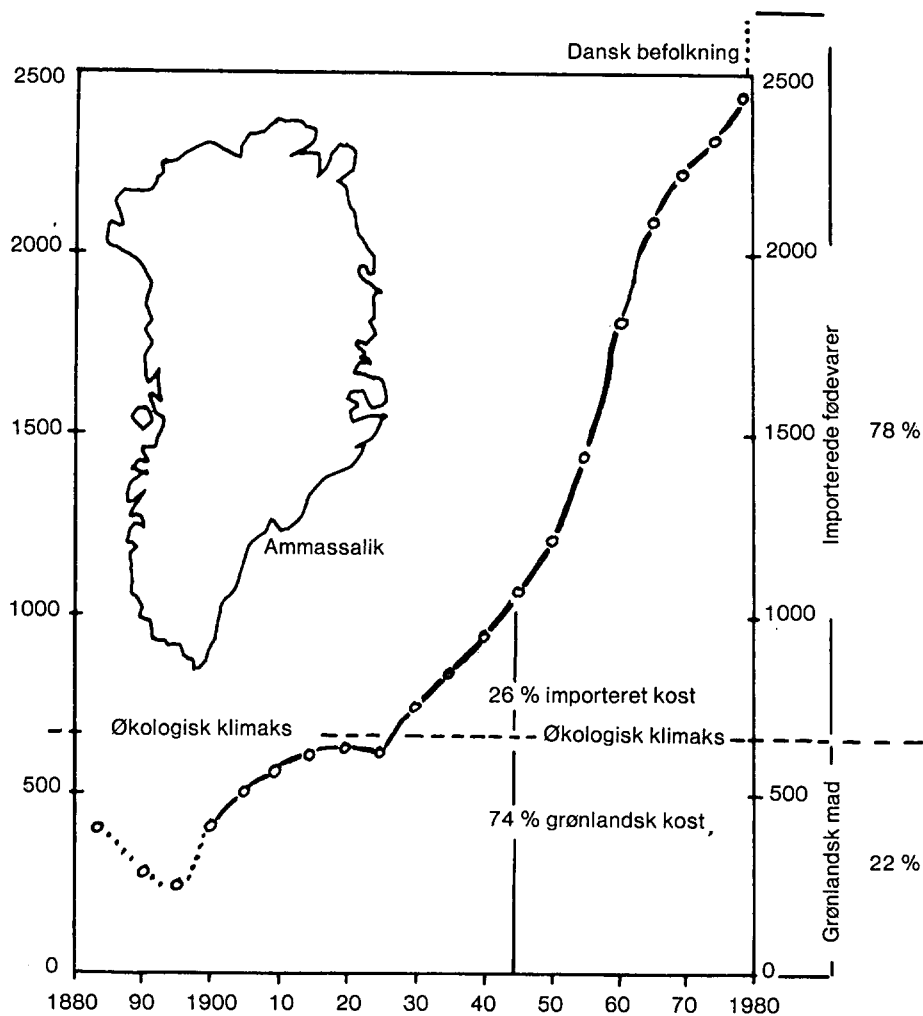 Dansk befolkning
2500
2000
1500
1000
500
0
Ammassalik
Økologisk klimaks
26 % importeret kost
Økologisk klimaks
74 % grønlandsk kost
2500
2000
1500
1000
500
0
Importerede fødevarer
78 %
Grønlandsk mad
22 %
1880 90 1900 10 20 30 40 50 60 70 1980